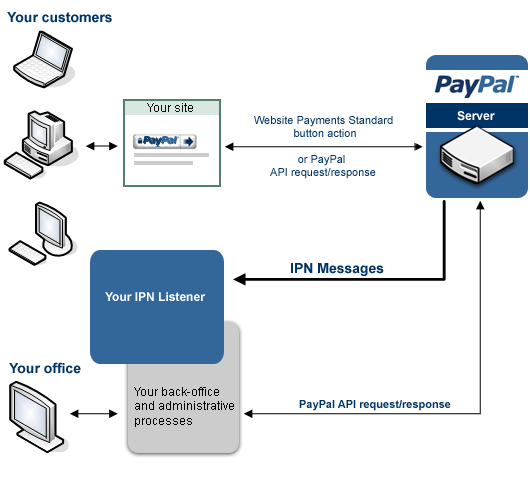 Your customers
Your site
PayPal
Website Payments Standard
button action
or PayPal
API request/response
PayPal™
Server
IPN Messages
Your IPN Listener
Your office
Your back-office
and administrative
processes
PayPal API request/response